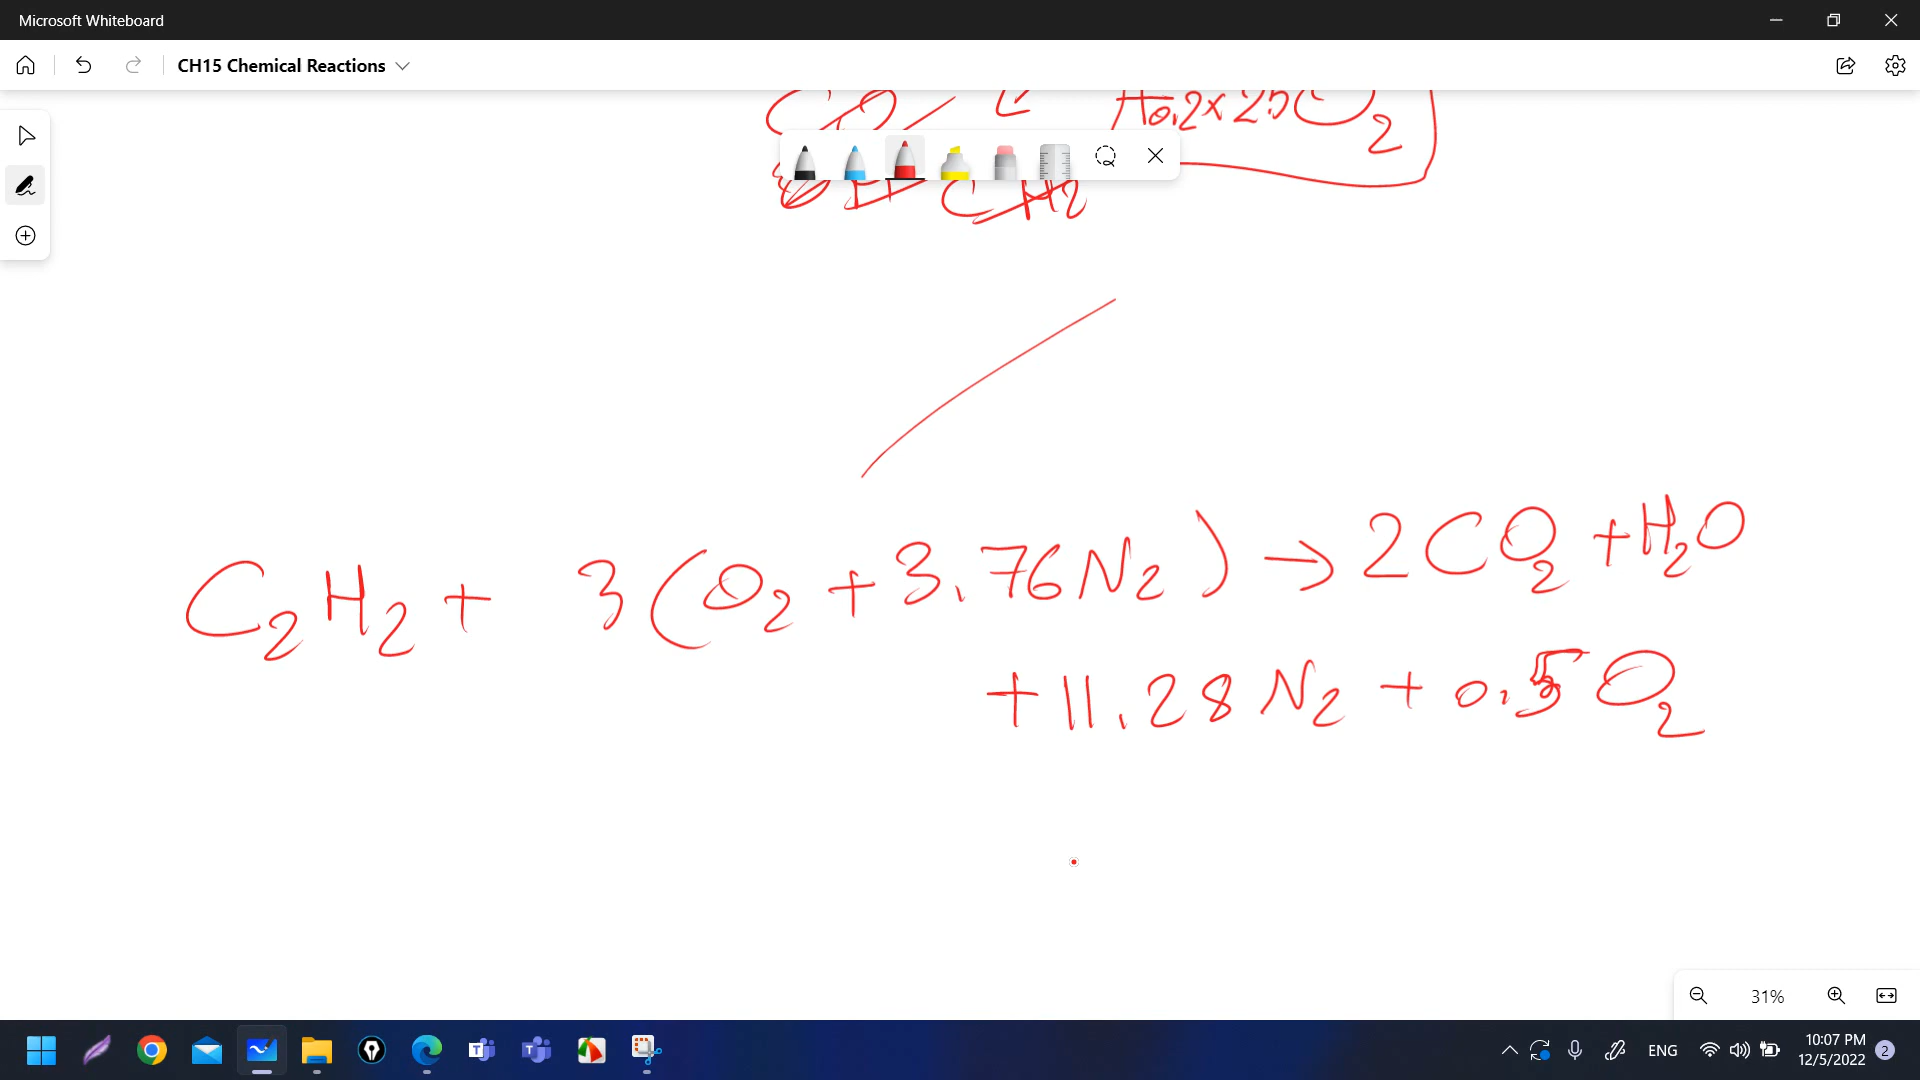 Microsoft Whiteboard
CH15 Chemical Reactions
C₂H₂ + 3(O₂ + 3.76N₂) → 2CO₂ + H₂O
+ 11.28 N₂ + 0.5 O₂
31%
ENG
10:07 PM
12/5/2022
2